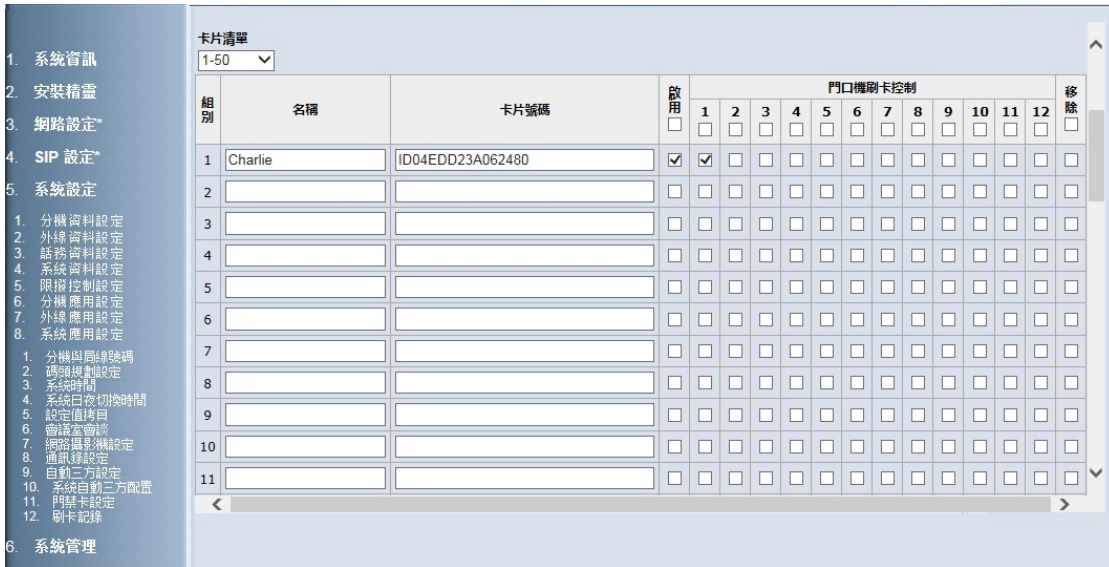 1. 系統資訊
2. 安裝精靈
3. 網路設定*
4. SIP 設定*
5. 系統設定
1. 分機資料設定
2. 外線資料設定
3. 話務資料設定
4. 系統資料設定
5. 限撥控制設定
6. 分機應用設定
7. 外線應用設定
8. 系統應用設定
1. 分機與局線號碼
2. 碼頭規劃設定
3. 系統時間
4. 系統日夜切換時間
5. 設定值拷貝
6. 會議室會談
7. 網路攝影機設定
8. 通訊錄設定
9. 自動三方設定
10. 系統自動三方配置
11. 門禁卡設定
12. 刷卡記錄
6. 系統管理
卡片清單
1-50
組別 名稱 卡片號碼 啟用 門口機刷卡控制 移除
1 2 3 4 5 6 7 8 9 10 11 12
1 Charlie ID04EDD23A062480
2
3
4
5
6
7
8
9
10
11